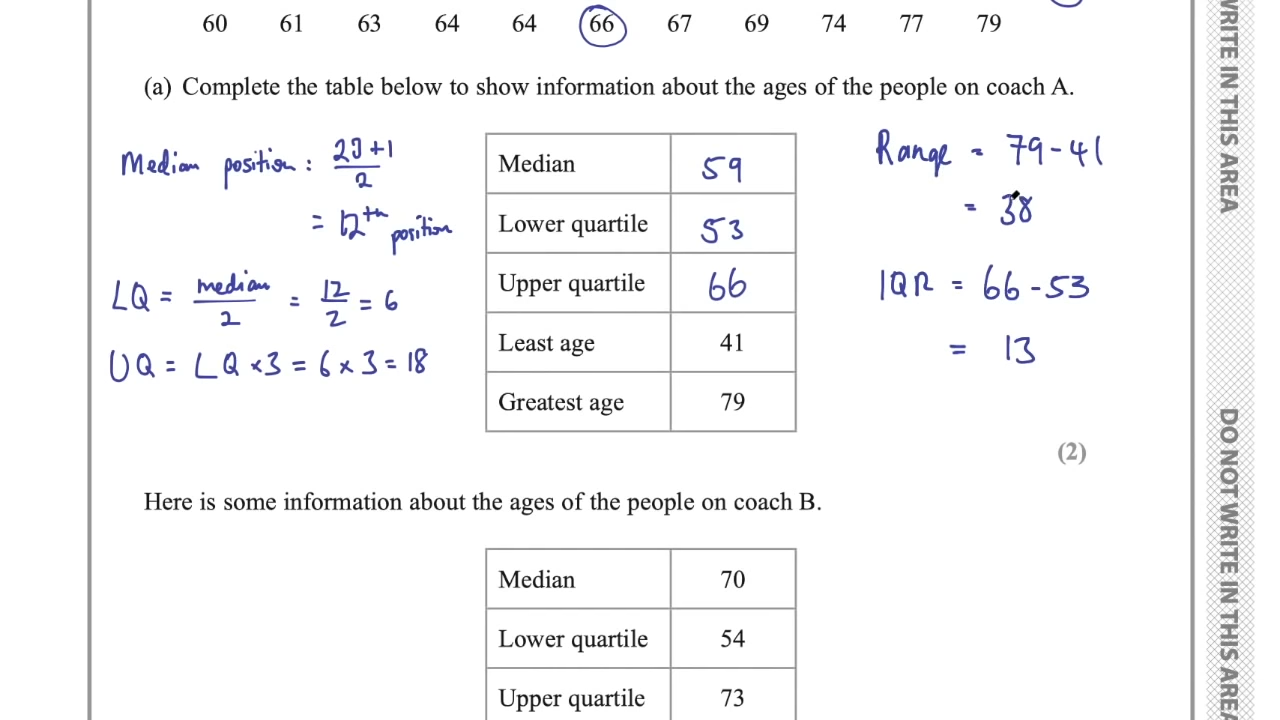 60 61 63 64 64 66 67 69 74 77 79
(a) Complete the table below to show information about the ages of the people on coach A.
Median position: 23+1
2
= 12th position
LQ = median = 12 = 6
2 2
UQ = LQ ×3 = 6 × 3 = 18
Median 59
Lower quartile 53
Upper quartile 66
Least age 41
Greatest age 79
Range = 79-41
= 38
IQR = 66-53
= 13
(2)
Here is some information about the ages of the people on coach B.
Median 70
Lower quartile 54
Upper quartile 73
WRITE IN THIS AREA
DO NOT WRITE IN THIS AREA